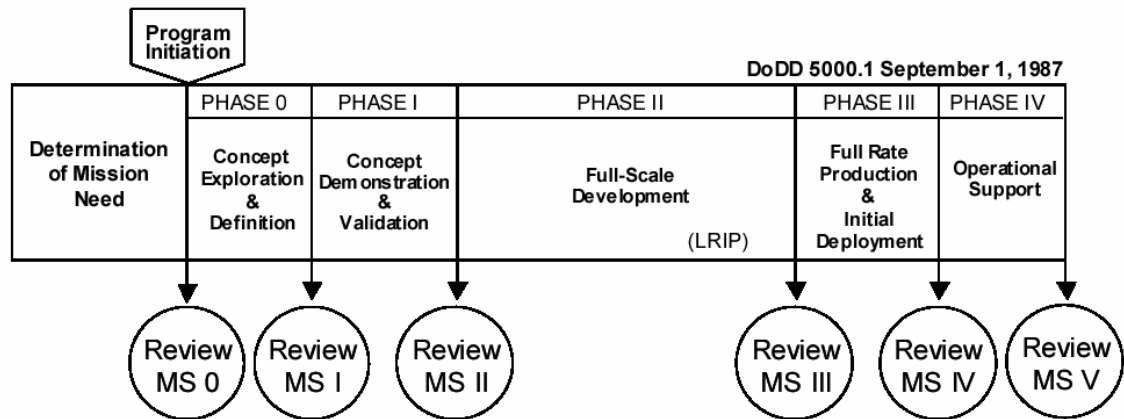 Program
Initiation
DoDD 5000.1 September 1, 1987
PHASE 0
PHASE I
PHASE II
PHASE III
PHASE IV
Determination
of Mission
Need
Concept
Exploration
&
Definition
Concept
Demonstration
&
Validation
Full-Scale
Development
(LRIP)
Full Rate
Production
&
Initial
Deployment
Operational
Support
Review
MS 0
Review
MS I
Review
MS II
Review
MS III
Review
MS IV
Review
MS V